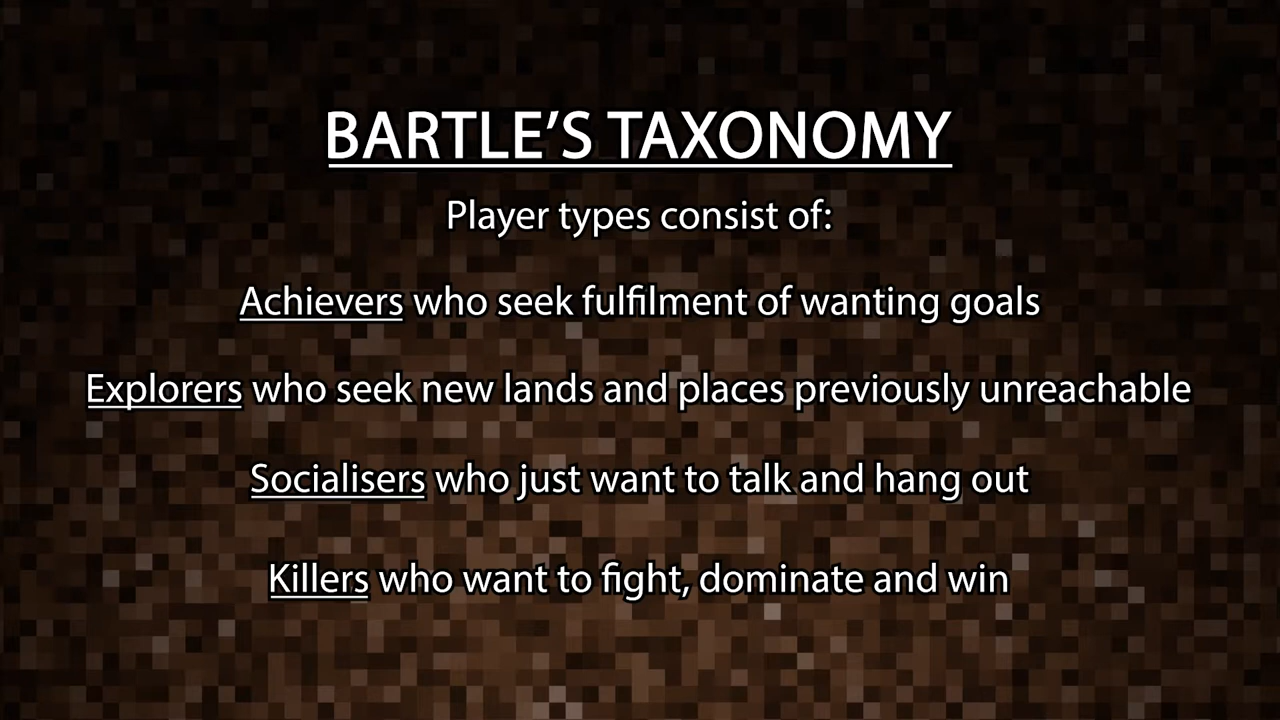 BARTLE'S TAXONOMY
Player types consist of:
Achievers who seek fulfilment of wanting goals
Explorers who seek new lands and places previously unreachable
Socialisers who just want to talk and hang out
Killers who want to fight, dominate and win